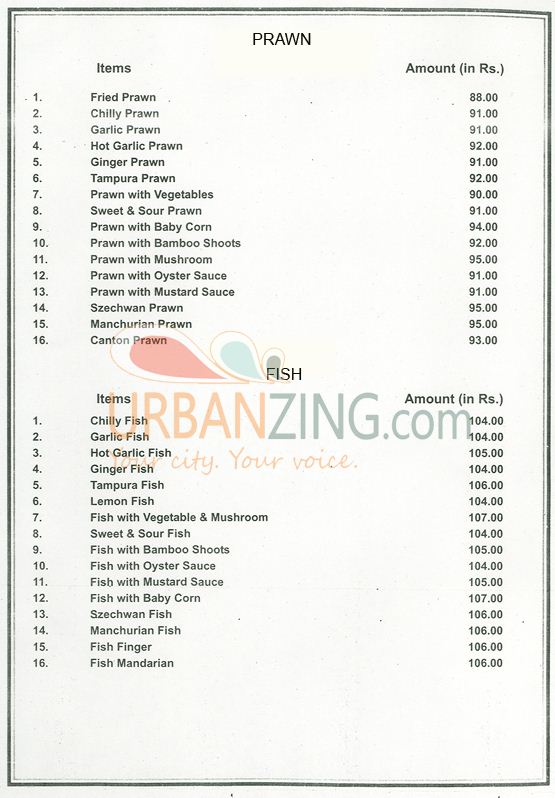 PRAWN
Items Amount (in Rs.)
1. Fried Prawn 88.00
2. Chilly Prawn 91.00
3. Garlic Prawn 91.00
4. Hot Garlic Prawn 92.00
5. Ginger Prawn 91.00
6. Tampura Prawn 92.00
7. Prawn with Vegetables 90.00
8. Sweet & Sour Prawn 91.00
9. Prawn with Baby Corn 94.00
10. Prawn with Bamboo Shoots 92.00
11. Prawn with Mushroom 95.00
12. Prawn with Oyster Sauce 91.00
13. Prawn with Mustard Sauce 91.00
14. Szechwan Prawn 95.00
15. Manchurian Prawn 95.00
16. Canton Prawn 93.00
FISH
Items Amount (in Rs.)
URBANZING.com
Your city. Your voice.
1. Chilly Fish 104.00
2. Garlic Fish 104.00
3. Hot Garlic Fish 105.00
4. Ginger Fish 104.00
5. Tampura Fish 106.00
6. Lemon Fish 104.00
7. Fish with Vegetable & Mushroom 107.00
8. Sweet & Sour Fish 104.00
9. Fish with Bamboo Shoots 105.00
10. Fish with Oyster Sauce 104.00
11. Fish with Mustard Sauce 105.00
12. Fish with Baby Corn 107.00
13. Szechwan Fish 106.00
14. Manchurian Fish 106.00
15. Fish Finger 106.00
16. Fish Mandarian 106.00